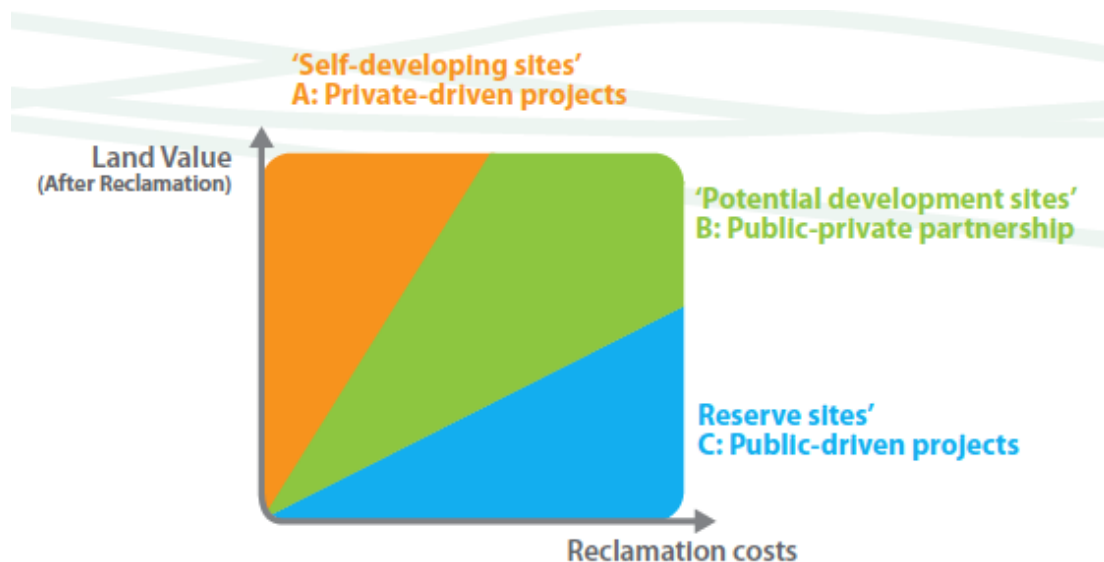 ‘Self-developing sites’
A: Private-driven projects
Land Value
(After Reclamation)
‘Potential development sites’
B: Public-private partnership
Reserve sites’
C: Public-driven projects
Reclamation costs